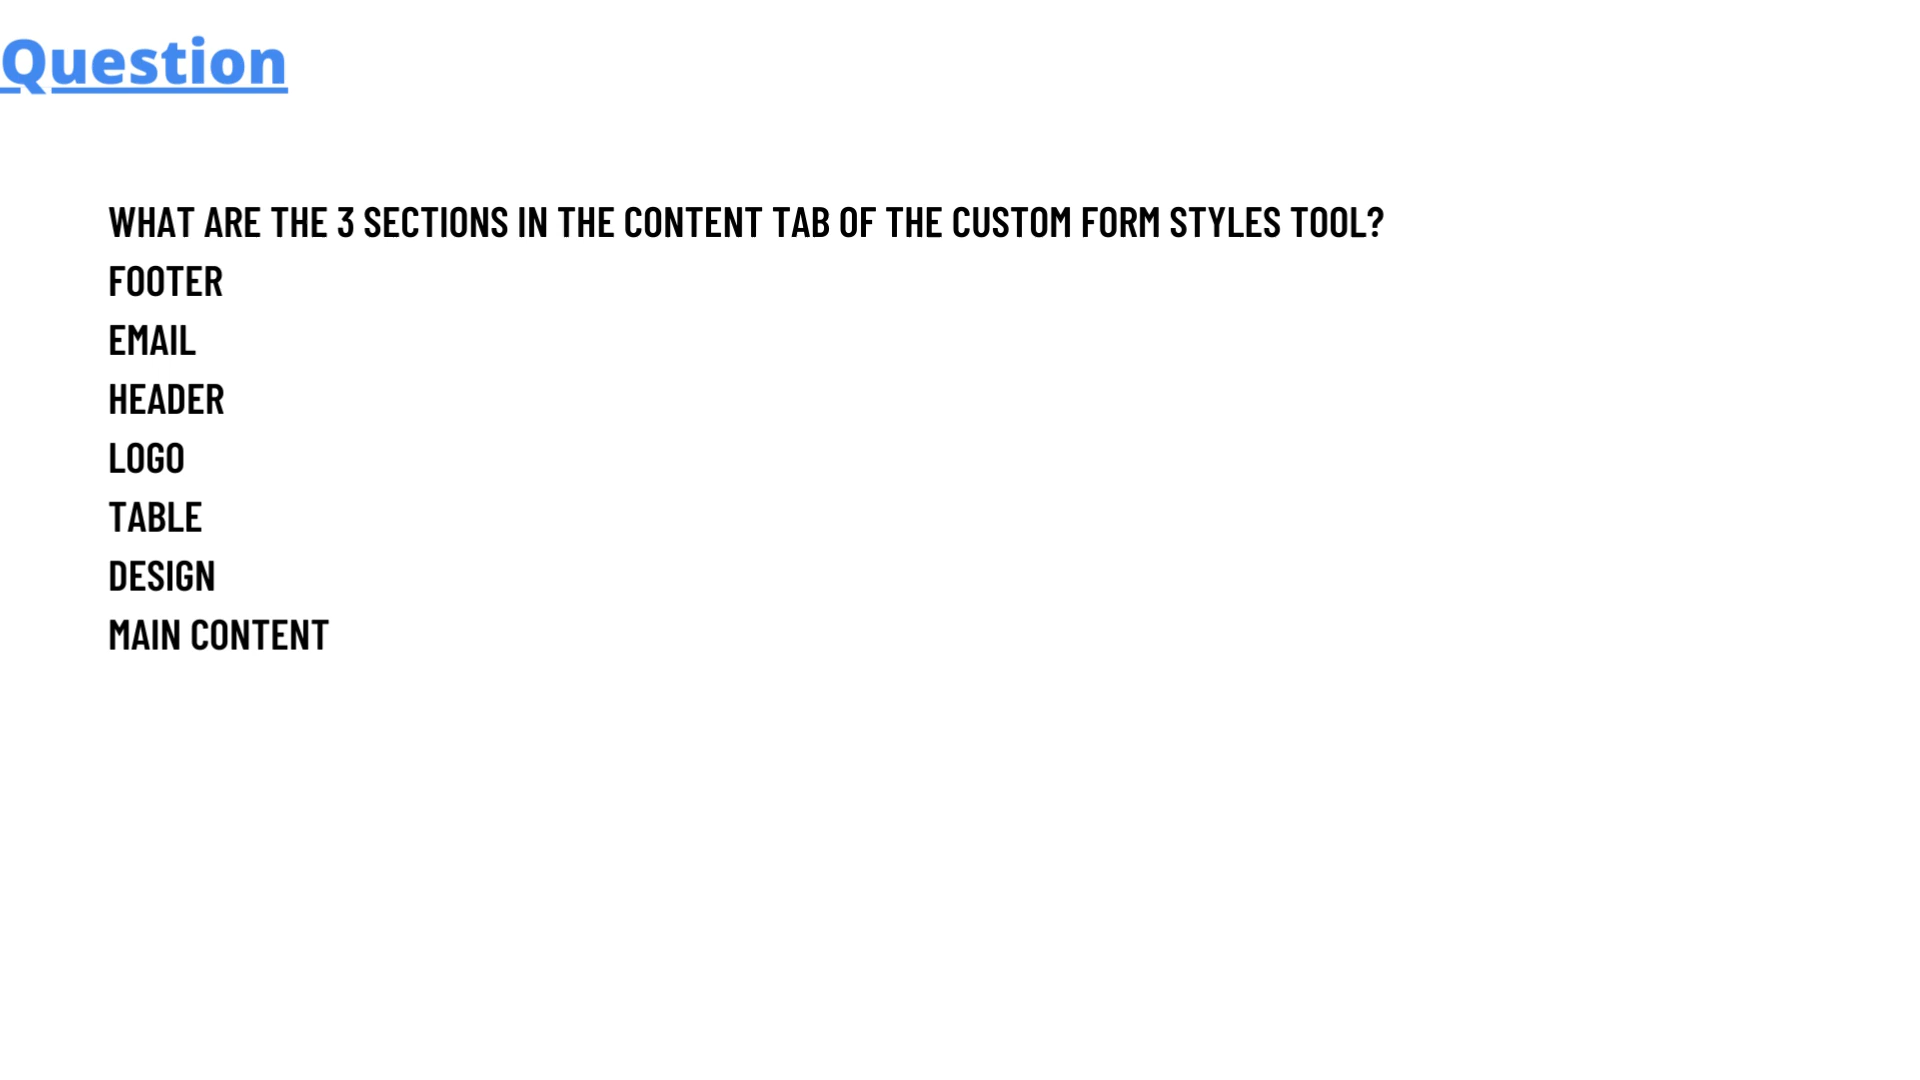 Question
WHAT ARE THE 3 SECTIONS IN THE CONTENT TAB OF THE CUSTOM FORM STYLES TOOL?
FOOTER
EMAIL
HEADER
LOGO
TABLE
DESIGN
MAIN CONTENT